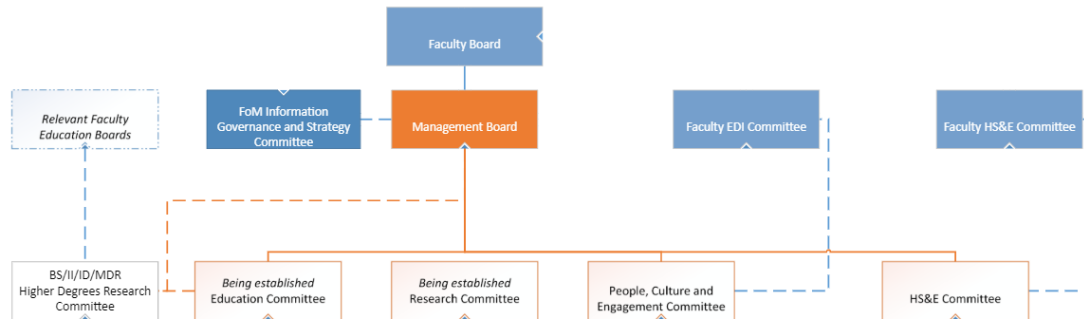 Faculty Board
Relevant Faculty
Education Boards
FoM Information
Governance and Strategy
Committee
Management Board
Faculty EDI Committee
Faculty HS&E Committee
BS/II/ID/MDR
Higher Degrees Research
Committee
Being established
Education Committee
Being established
Research Committee
People, Culture and
Engagement Committee
HS&E Committee